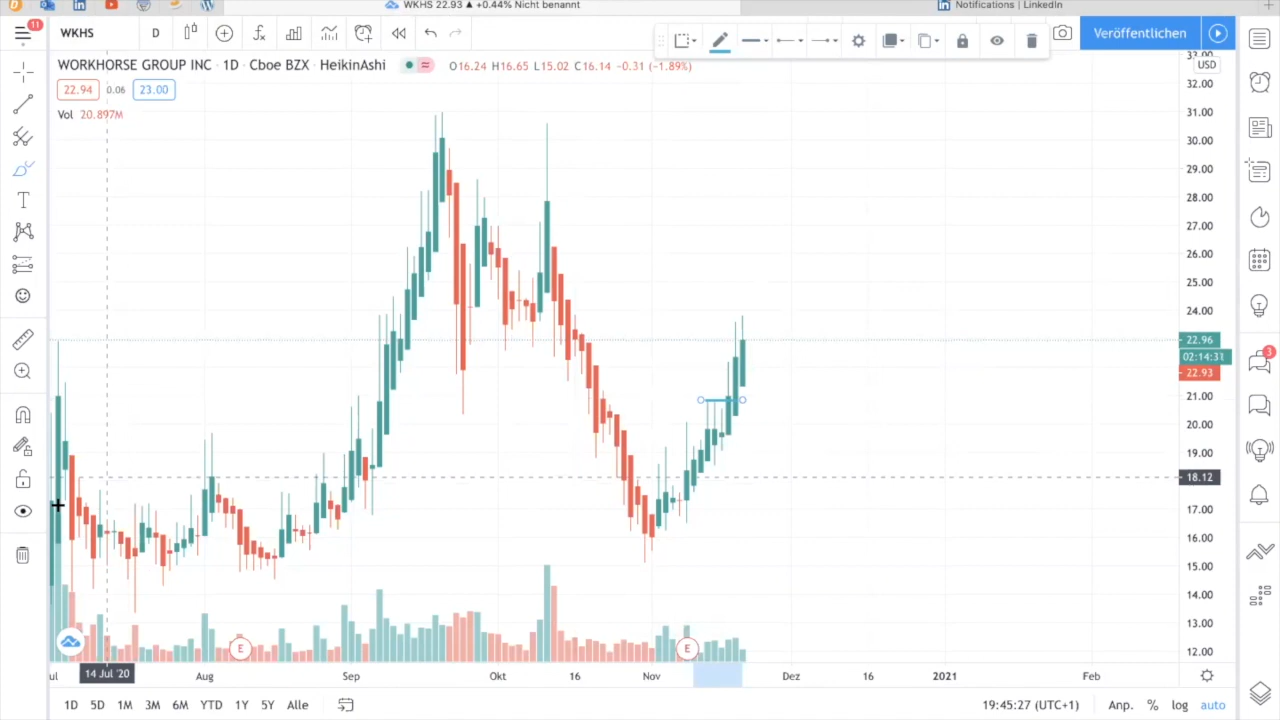 WKHS 22.93 ▲ +0.44% Nicht benannt
Notifications | LinkedIn
11
WKHS
D
Veröffentlichen
WORKHORSE GROUP INC · 1D · Cboe BZX · HeikinAshi
O16.24 H16.65 L15.02 C16.14 −0.31 (−1.89%)
USD
22.94
0.06
23.00
Vol 20.897M
33.00
32.00
31.00
30.00
29.00
28.00
27.00
26.00
25.00
24.00
22.96
02:14:31
22.93
21.00
20.00
19.00
18.12
17.00
16.00
15.00
14.00
13.00
12.00
3
E
E
ul
14 Jul '20
Aug
Sep
Okt
16
Nov
Dez
16
2021
Feb
1D 5D 1M 3M 6M YTD 1Y 5Y Alle
19:45:27 (UTC+1)
Anp. % log auto